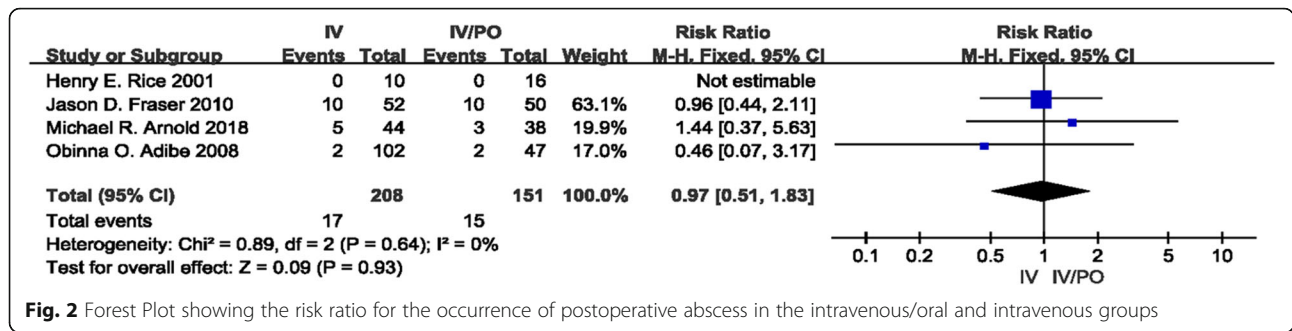 IV IV/PO Risk Ratio Risk Ratio
Study or Subgroup Events Total Events Total Weight M-H. Fixed. 95% CI M-H. Fixed. 95% CI
Henry E. Rice 2001 0 10 0 16 Not estimable
Jason D. Fraser 2010 10 52 10 50 63.1% 0.96 [0.44, 2.11]
Michael R. Arnold 2018 5 44 3 38 19.9% 1.44 [0.37, 5.63]
Obinna O. Adibe 2008 2 102 2 47 17.0% 0.46 [0.07, 3.17]
Total (95% CI) 208 151 100.0% 0.97 [0.51, 1.83]
Total events 17 15
Heterogeneity: Chi² = 0.89, df = 2 (P = 0.64); I² = 0%
Test for overall effect: Z = 0.09 (P = 0.93)
0.1 0.2 0.5 1 2 5 10
IV IV/PO
Fig. 2 Forest Plot showing the risk ratio for the occurrence of postoperative abscess in the intravenous/oral and intravenous groups